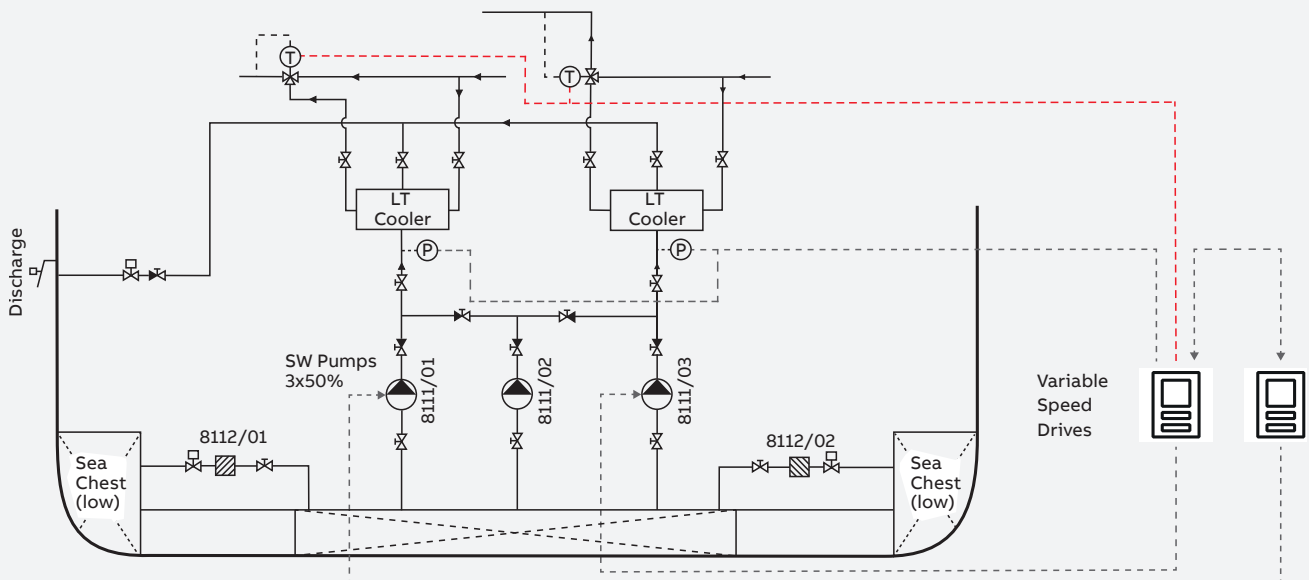 T
T
LT
Cooler
LT
Cooler
P
P
Discharge
SW Pumps
3x50%
8111/01
8111/02
8111/03
Variable
Speed
Drives
8112/01
8112/02
Sea
Chest
(low)
Sea
Chest
(low)